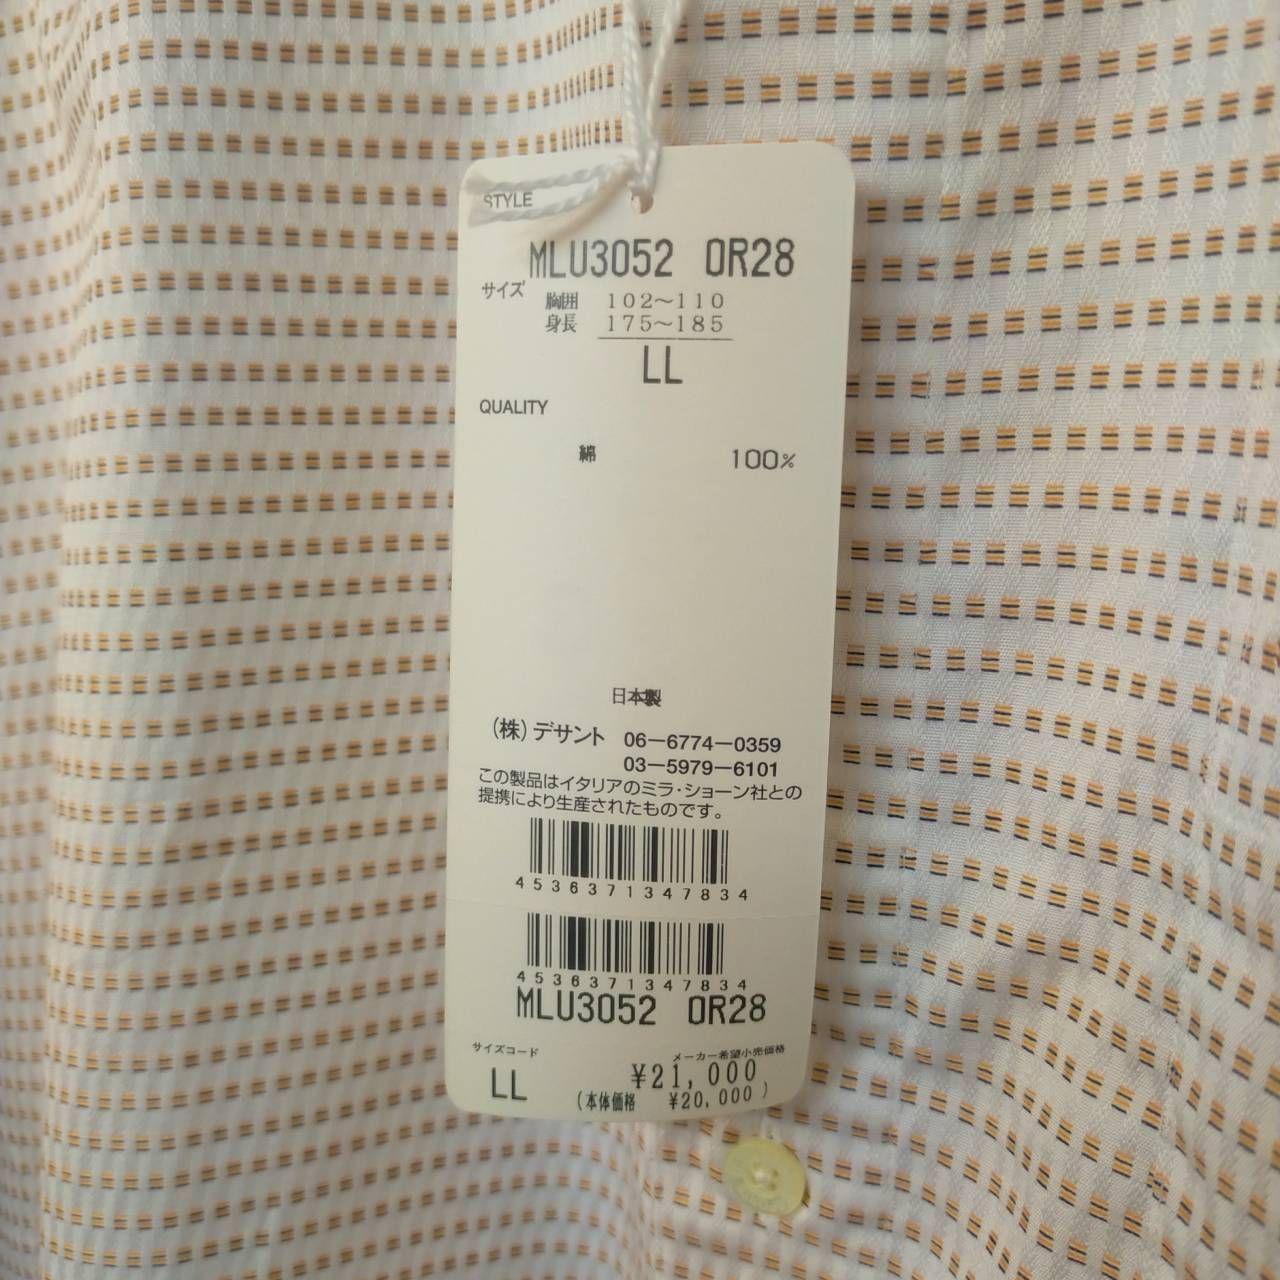 STYLE
MLU3052 OR28
サイズ 胸囲 102〜110
身長 175〜185
LL
QUALITY
綿 100%
日本製
(株)デサント 06-6774-0359
03-5979-6101
この製品はイタリアのミラ・ショーン社との
提携により生産されたものです。
4536371347834
4536371347834
MLU3052 OR28
サイズコード メーカー希望小売価格
LL ¥21,000
(本体価格 ¥20,000)